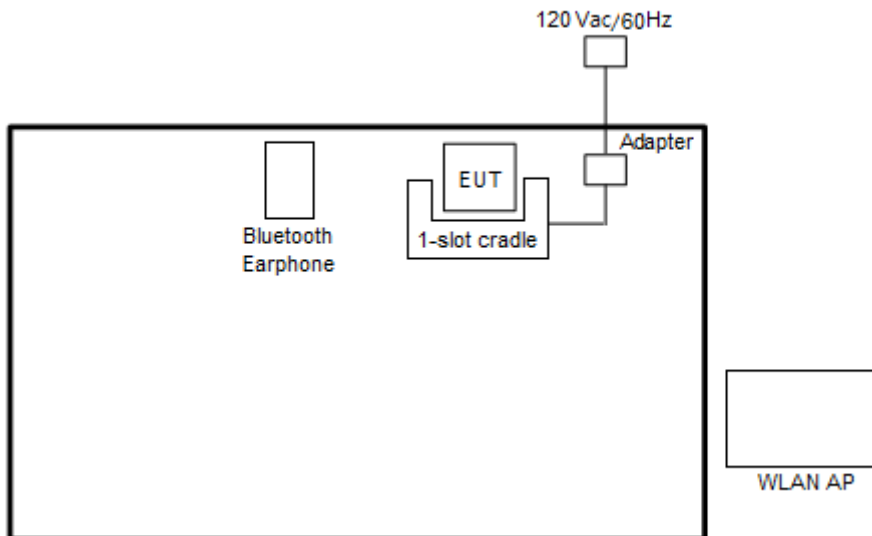 120 Vac/60Hz
Adapter
EUT
1-slot cradle
Bluetooth
Earphone
WLAN AP